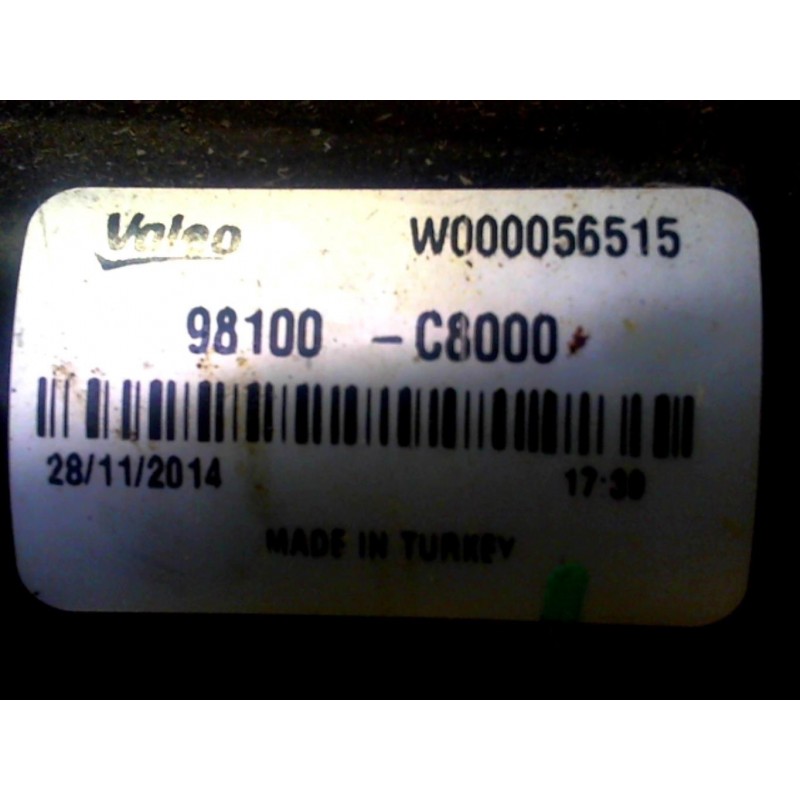 Valeo W000056515
98100 -C8000
28/11/2014 17:30
MADE IN TURKEY